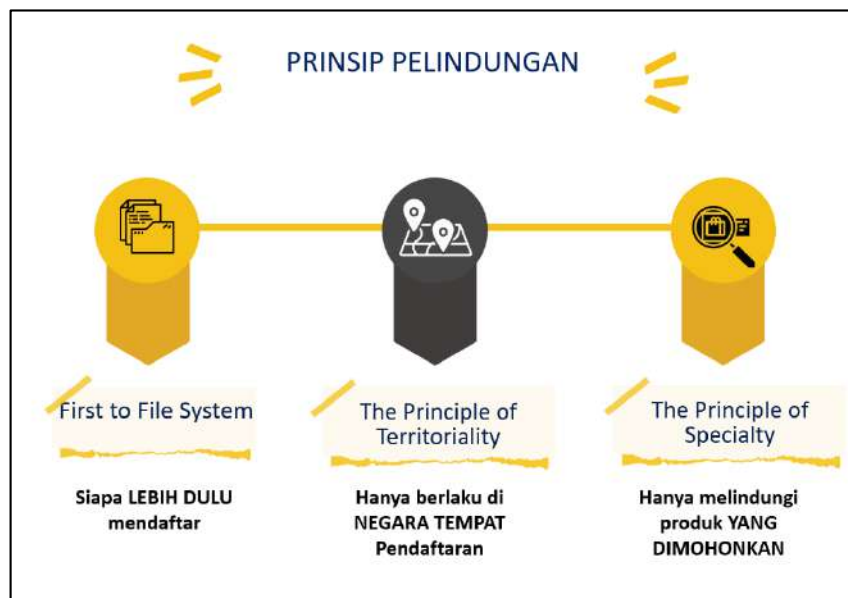 PRINSIP PELINDUNGAN
First to File System
Siapa LEBIH DULU
mendaftar
The Principle of
Territoriality
Hanya berlaku di
NEGARA TEMPAT
Pendaftaran
The Principle of
Specialty
Hanya melindungi
produk YANG
DIMOHONKAN